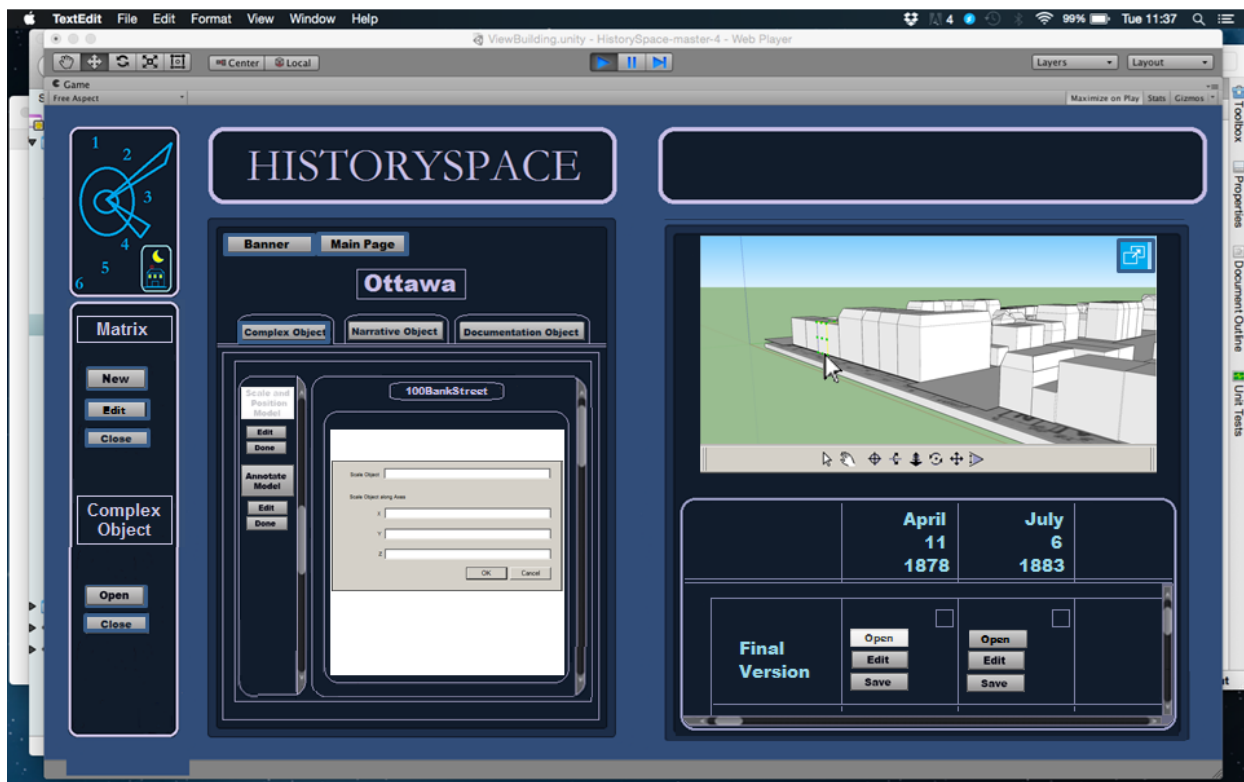 TextEdit File Edit Format View Window Help
4 99% Tue 11:37
ViewBuilding.unity - HistorySpace-master-4 - Web Player
Center Local Layers Layout
Game
Free Aspect Maximize on Play Stats Gizmos
1
2
3
4
5
6
HISTORYSPACE
Matrix
New
Edit
Close
Complex
Object
Open
Close
Banner Main Page
Ottawa
Complex Object Narrative Object Documentation Object
Scale and
Position
Model
Edit
Done
Annotate
Model
Edit
Done
100BankStreet
Scale Object
Scale Object along Axes
X
Y
Z
OK Cancel
April
11
1878
July
6
1883
Final
Version
Open
Edit
Save
Open
Edit
Save
Toolbox
Properties
Document Outline
Unit Tests